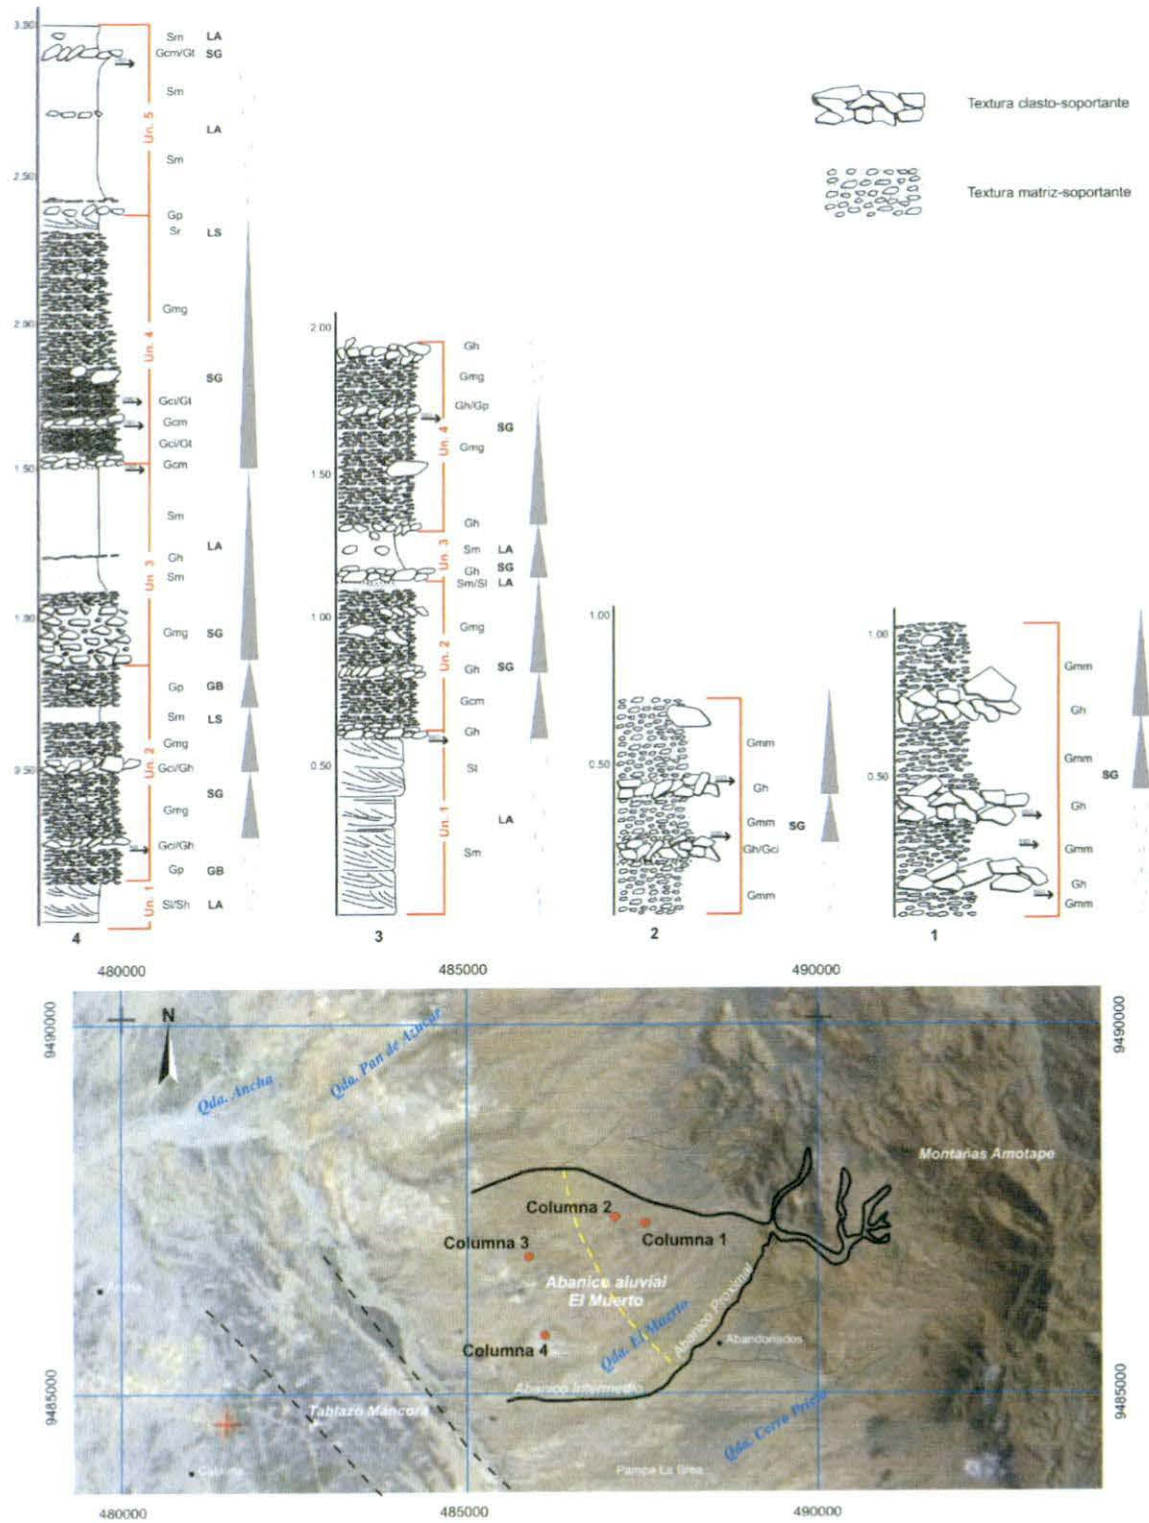 3.00
2.50
2.00
1.50
1.00
0.50
Sm LA
Gcm/Gt SG
Sm
LA
Sm
Gp
Sr LS
Gmg
SG
Gci/Gt
Gcm
Gci/Gt
Gcm
Sm
LA
Gh
Sm
Gmg SG
Gp GB
Sm LS
Gmg
Gci/Gh
SG
Gmg
Gci/Gh
Gp GB
Sl/Sh LA
Un. 5
Un. 4
Un. 3
Un. 2
Un. 1
4
2.00
1.50
1.00
0.50
Gh
Gmg
Gh/Gp
SG
Gmg
Gh
Sm LA
Gh SG
Sm/Sl LA
Gmg
Gh SG
Gcm
Gh
St
LA
Sm
Un. 4
Un. 3
Un. 2
Un. 1
3
1.00
0.50
Gmm
Gh
Gmm SG
Gh/Gci
Gmm
2
1.00
0.50
Gmm
Gh
Gmm
SG
Gh
Gmm
Gh
Gmm
1
Textura clasto-soportante
Textura matriz-soportante
480000 485000 490000
9490000 9490000
N
Qda. Ancha
Qda. Pan de Azucar
Montañas Amotape
Columna 2
Columna 1
Columna 3
Abanico aluvial
El Muerto
Abanico Proximal
Qda. El Muerto
Columna 4
Abandonados
Abanico Intermedio
9485000 9485000
Tablazo Mancora
Qda. Corro Prieto
480000 485000 490000